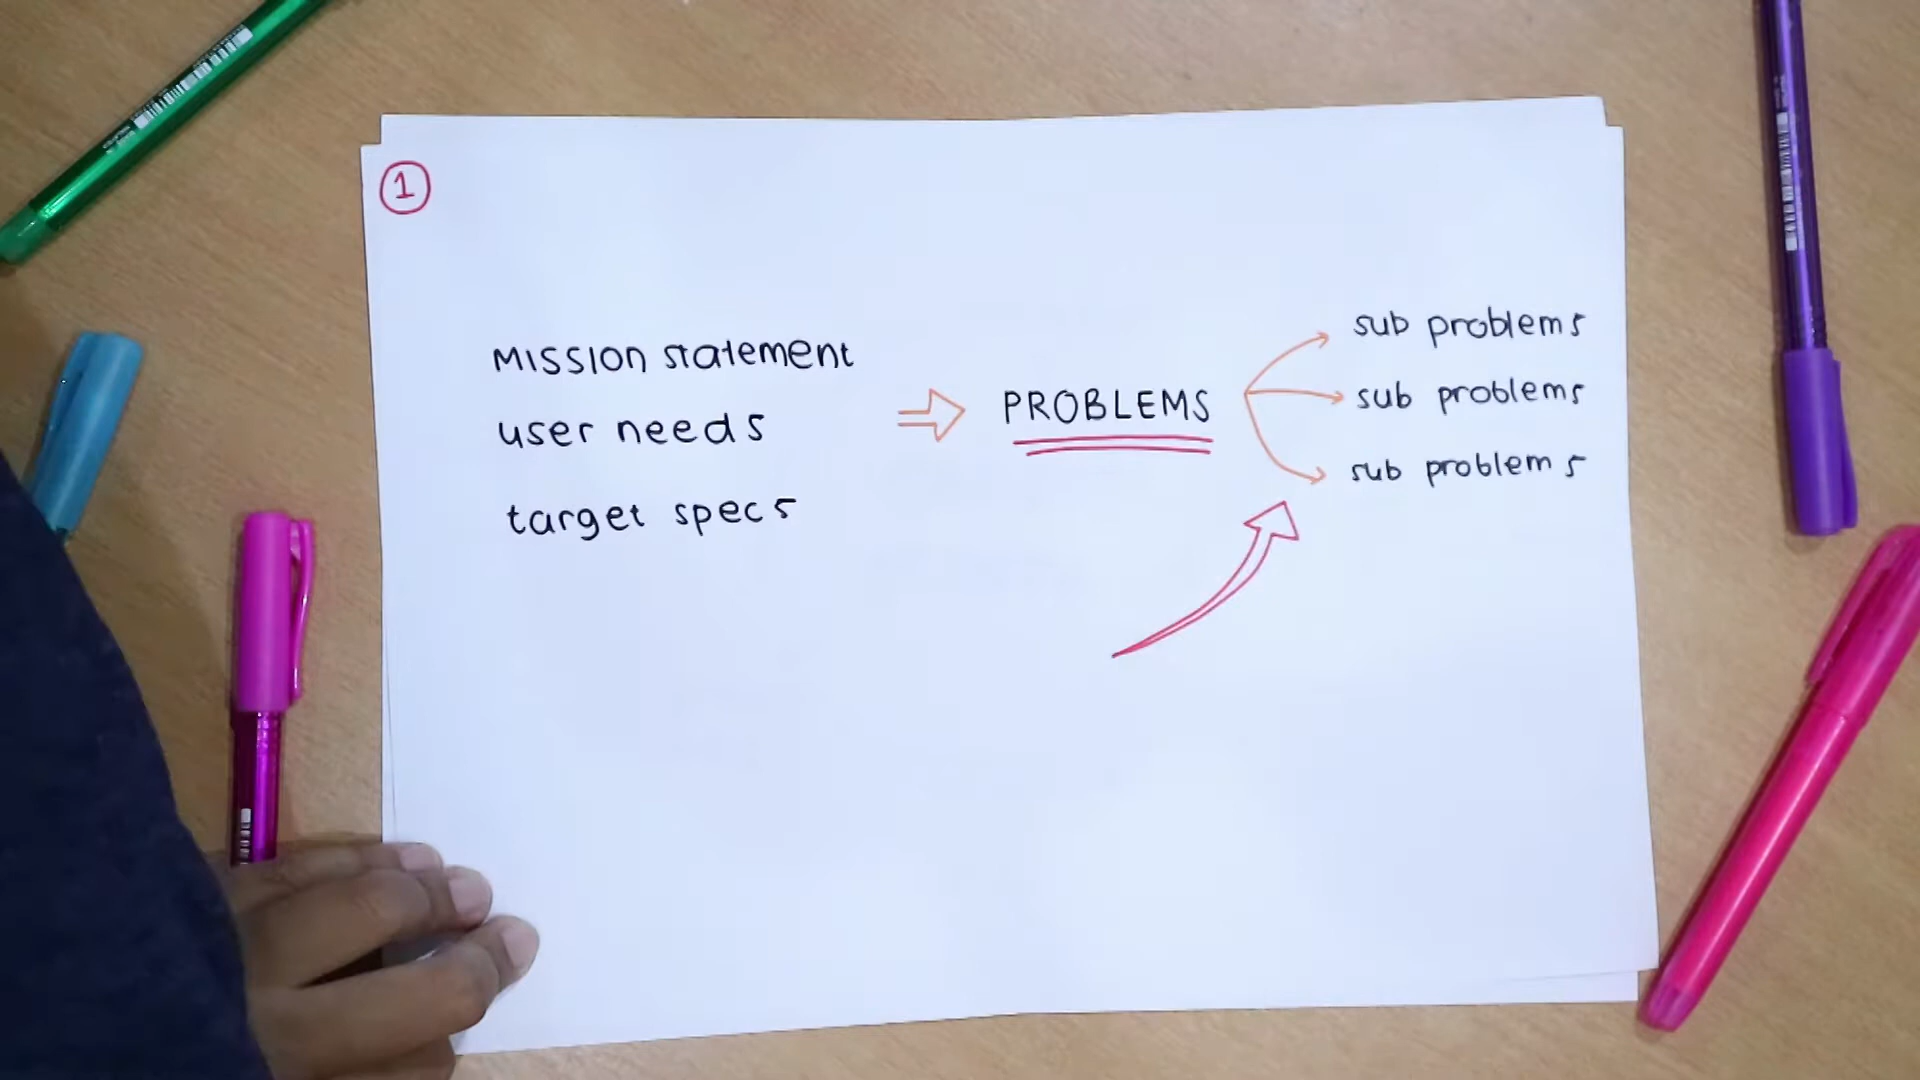 1
MISSION statement
user needs
target specs
PROBLEMS
sub problems
sub problems
sub problems